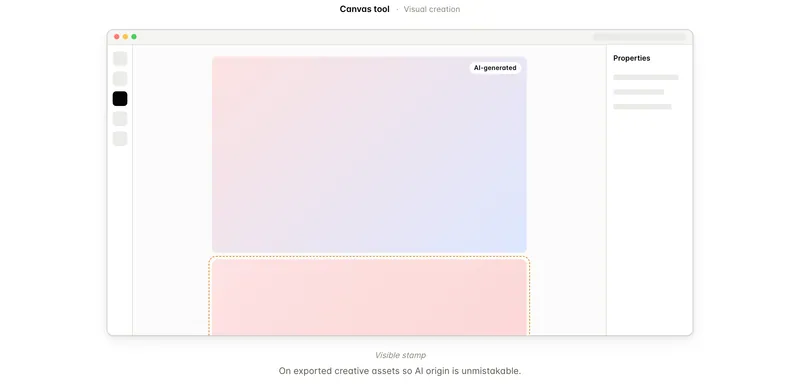 Canvas tool · Visual creation
AI-generated
Properties
Visible stamp
On exported creative assets so AI origin is unmistakable.